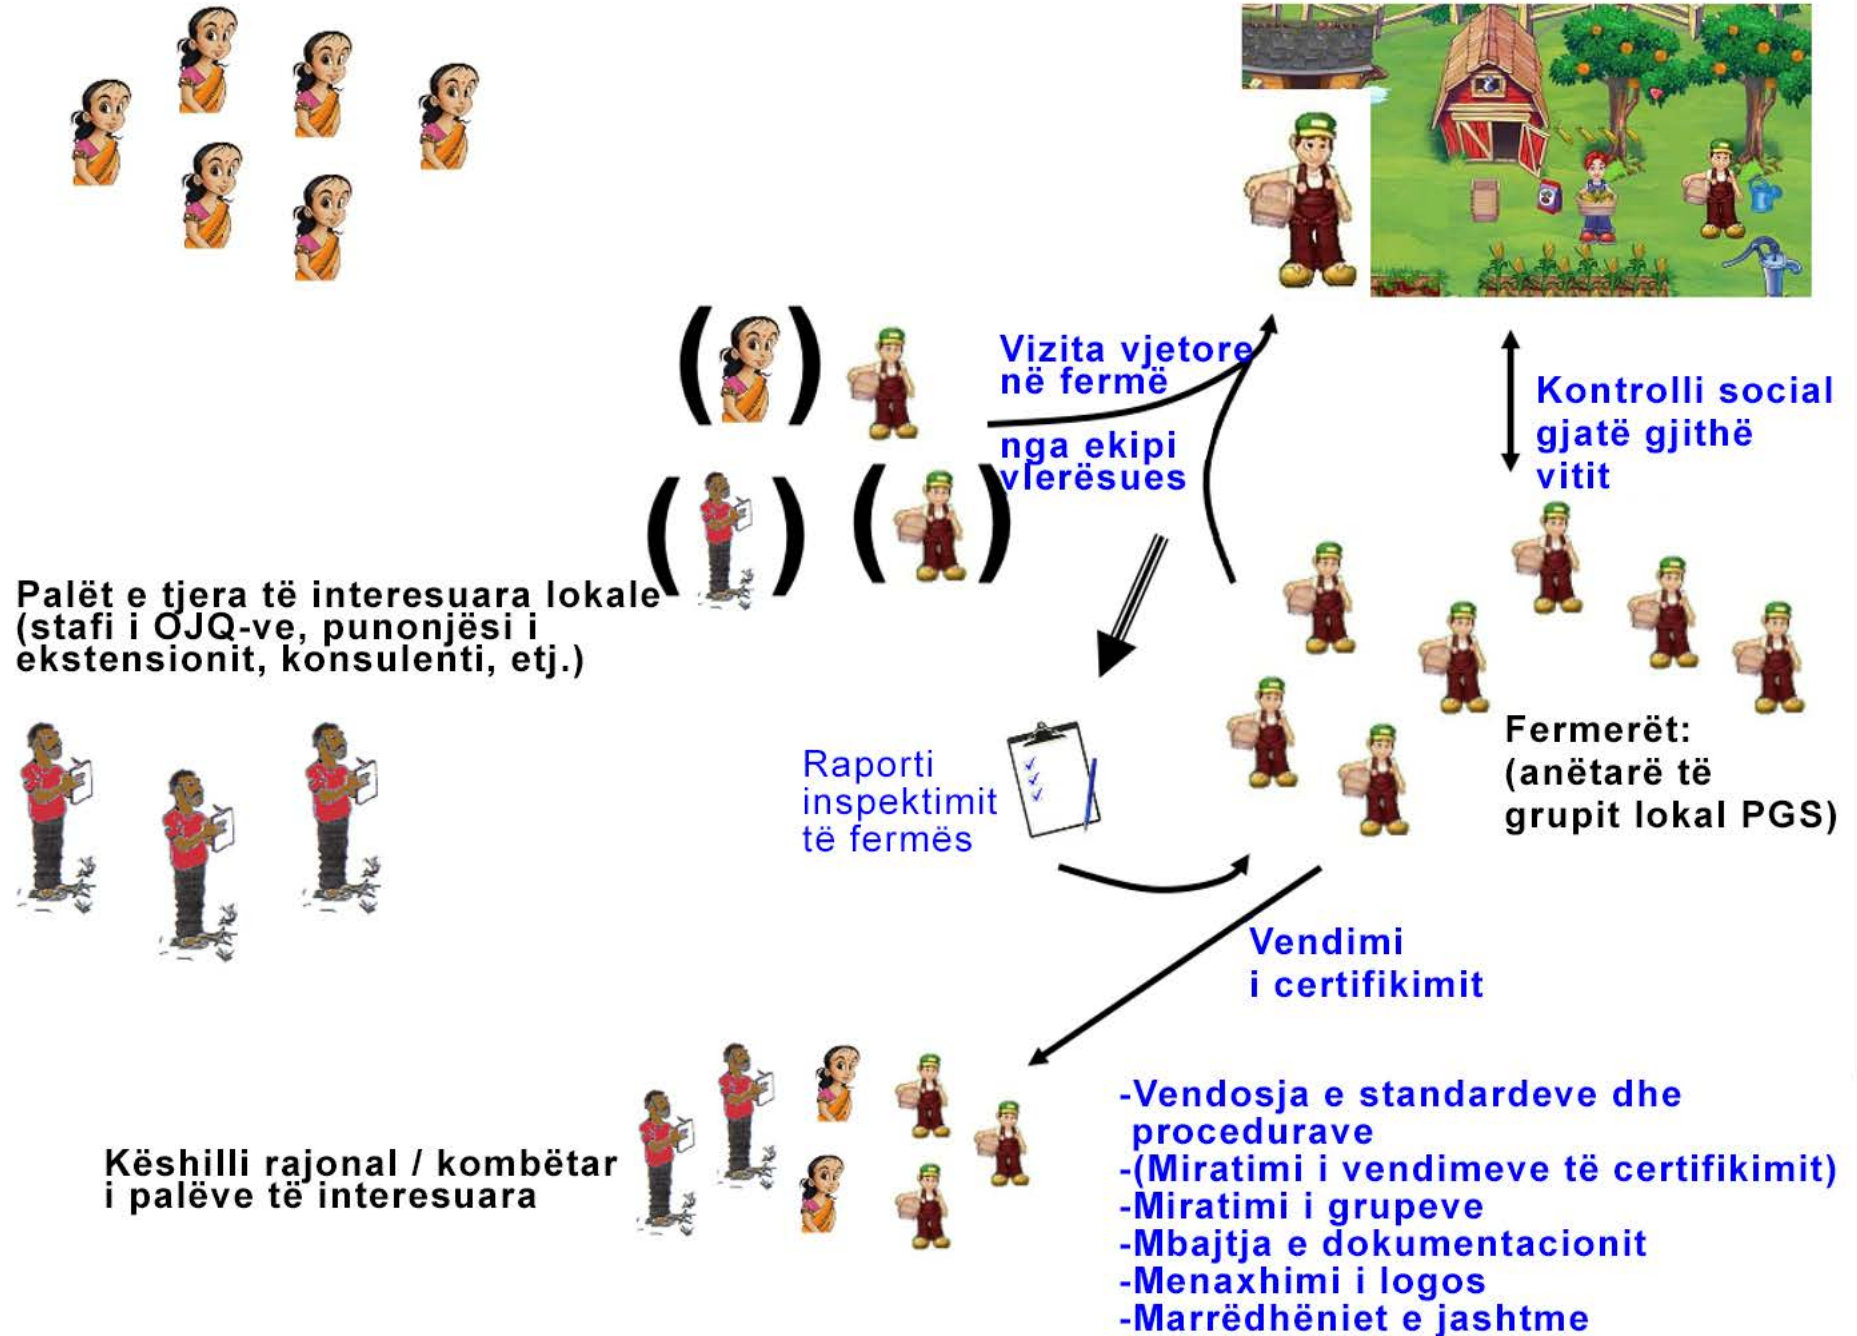 Vizita vjetore
në fermë
nga ekipi
vlerësues
Kontrolli social
gjatë gjithë
vitit
Palët e tjera të interesuara lokale
(stafi i OJQ-ve, punonjësi i
ekstensionit, konsulenti, etj.)
Raporti
inspektimit
të fermës
Fermerët:
(anëtarë të
grupit lokal PGS)
Vendimi
i certifikimit
Këshilli rajonal / kombëtar
i palëve të interesuara
-Vendosja e standardeve dhe
procedurave
-(Miratimi i vendimeve të certifikimit)
-Miratimi i grupeve
-Mbajtja e dokumentacionit
-Menaxhimi i logos
-Marrëdhëniet e jashtme